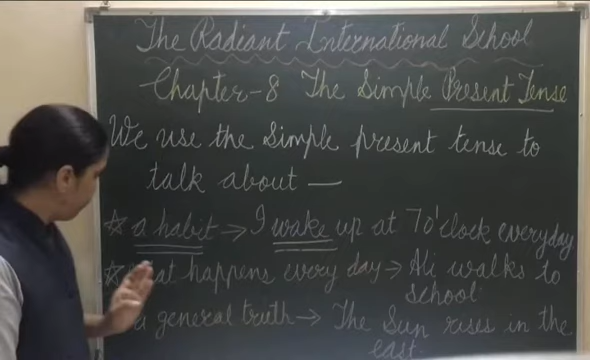 The Radiant International School
Chapter-8 The Simple Present Tense
We use the Simple present tense to
talk about —
☆ a habit → I wake up at 7 o'clock everyday
☆ happens every day → Ali walks to
school.
a general truth → The Sun rises in the
east.